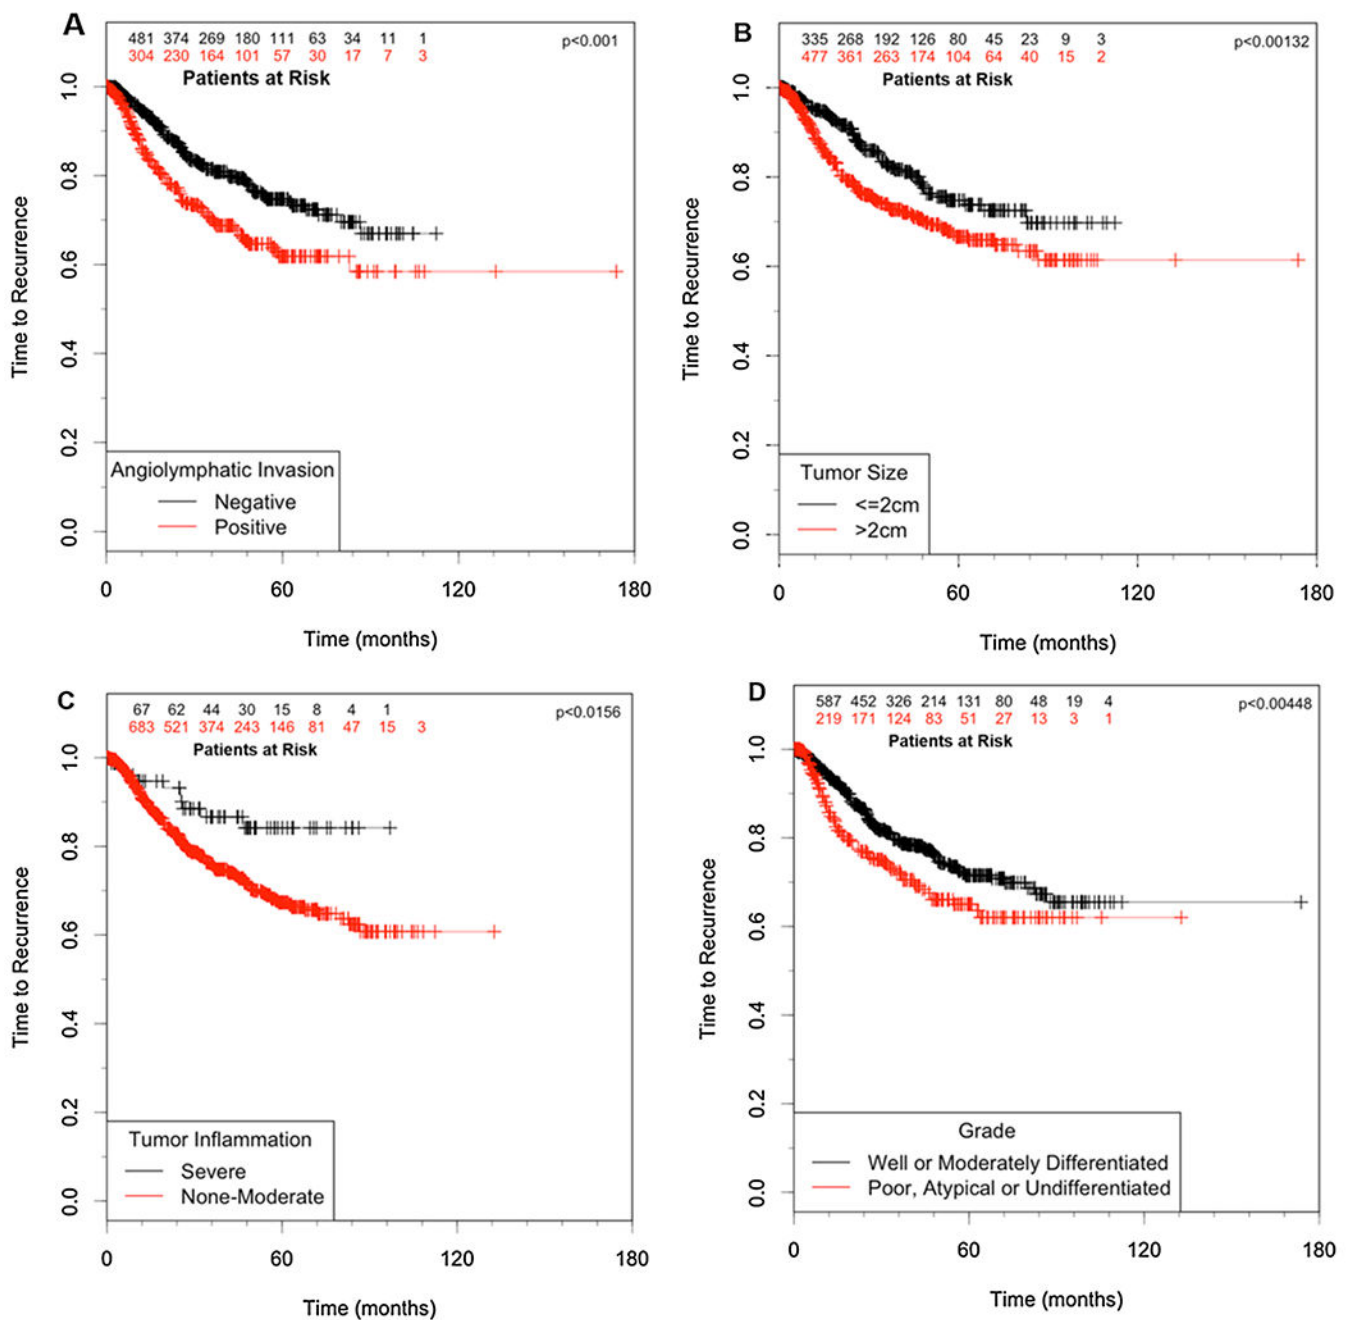 A
481 374 269 180 111 63 34 11 1
p<0.001
304 230 164 101 57 30 17 7 3
Patients at Risk
1.0
0.8
0.6
0.4
0.2
0.0
Time to Recurrence
Angiolymphatic Invasion
Negative
Positive
0 60 120 180
Time (months)
B
335 268 192 126 80 45 23 9 3
p<0.00132
477 361 263 174 104 64 40 15 2
Patients at Risk
1.0
0.8
0.6
0.4
0.2
0.0
Time to Recurrence
Tumor Size
<=2cm
>2cm
0 60 120 180
Time (months)
C
67 62 44 30 15 8 4 1
p<0.0156
683 521 374 243 146 81 47 15 3
Patients at Risk
1.0
0.8
0.6
0.4
0.2
0.0
Time to Recurrence
Tumor Inflammation
Severe
None-Moderate
0 60 120 180
Time (months)
D
587 452 326 214 131 80 48 19 4
p<0.00448
219 171 124 83 51 27 13 3 1
Patients at Risk
1.0
0.8
0.6
0.4
0.2
0.0
Time to Recurrence
Grade
Well or Moderately Differentiated
Poor, Atypical or Undifferentiated
0 60 120 180
Time (months)